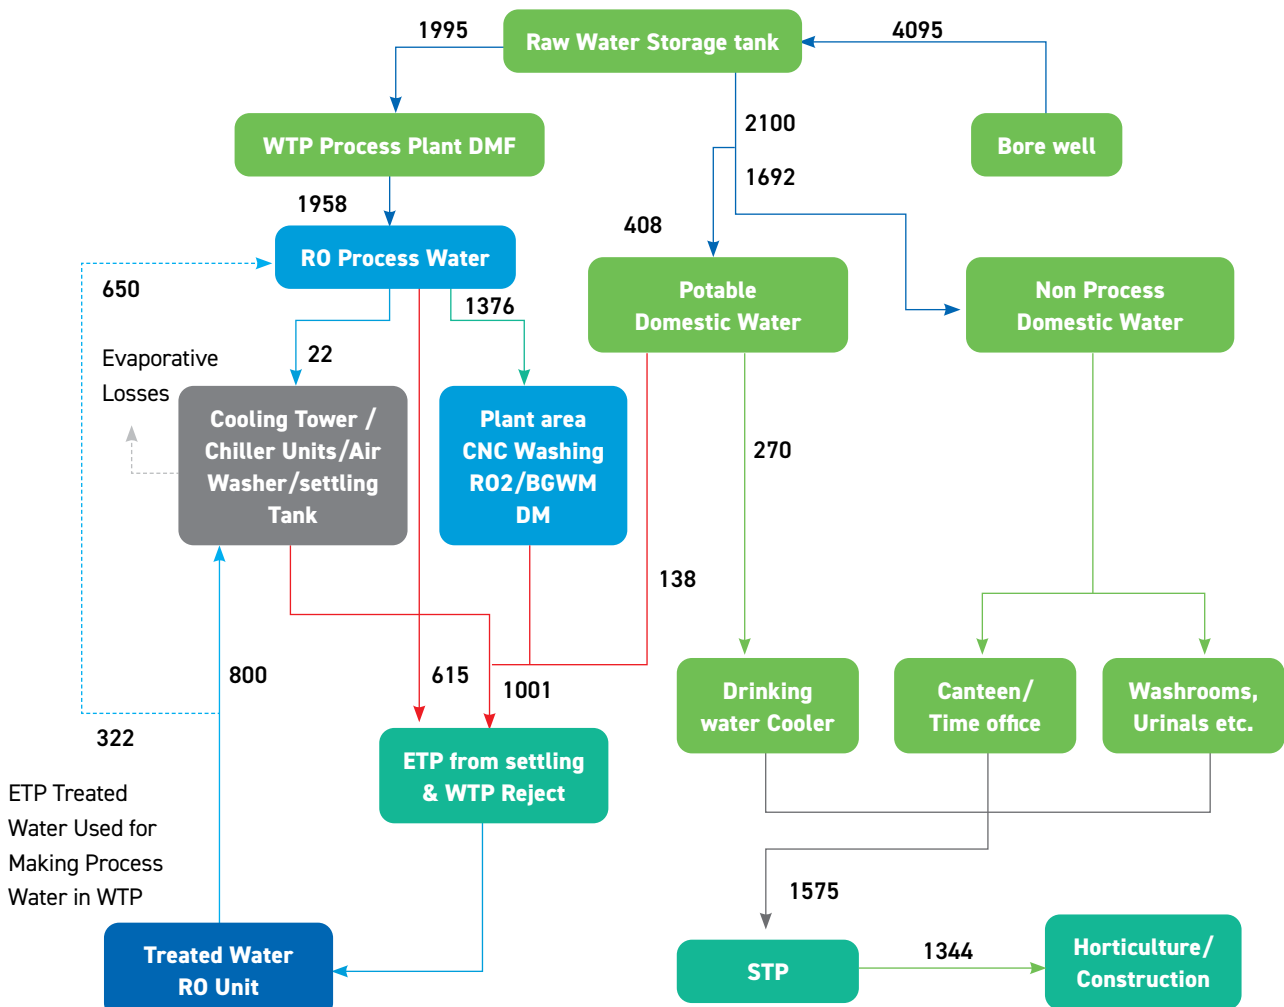 1995
Raw Water Storage tank
4095
WTP Process Plant DMF
2100
Bore well
1692
1958
408
RO Process Water
650
1376
Potable
Domestic Water
Non Process
Domestic Water
22
Evaporative
Losses
Cooling Tower /
Chiller Units/Air
Washer/settling
Tank
Plant area
CNC Washing
RO2/BGWM
DM
270
138
800
615
1001
Drinking
water Cooler
Canteen/
Time office
Washrooms,
Urinals etc.
322
ETP from settling
& WTP Reject
ETP Treated
Water Used for
Making Process
Water in WTP
1575
Treated Water
RO Unit
STP
1344
Horticulture/
Construction